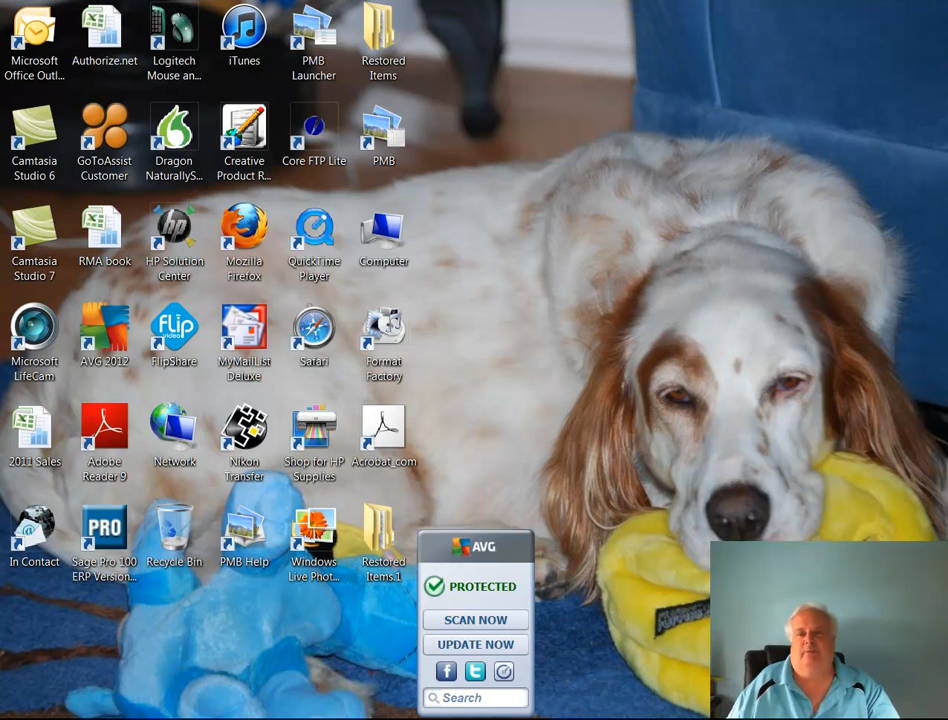 Microsoft
Office Outl...
Authorize.net
Logitech
Mouse an...
iTunes
PMB
Launcher
Restored
Items
Camtasia
Studio 6
GoToAssist
Customer
Dragon
NaturallyS...
Creative
Product R...
Core FTP Lite
PMB
Camtasia
Studio 7
RMA book
hp
HP Solution
Center
Mozilla
Firefox
QuickTime
Player
Computer
Microsoft
LifeCam
AVG 2012
flip
video
FlipShare
MyMailList
Deluxe
Safari
Format
Factory
2011 Sales
Adobe
Reader 9
Network
Nikon
Transfer
Shop for HP
Supplies
Acrobat_com
In Contact
PRO
Sage Pro 100
ERP Version...
Recycle Bin
PMB Help
Windows
Live Phot...
Restored
Items.1
AVG
PROTECTED
SCAN NOW
UPDATE NOW
Search